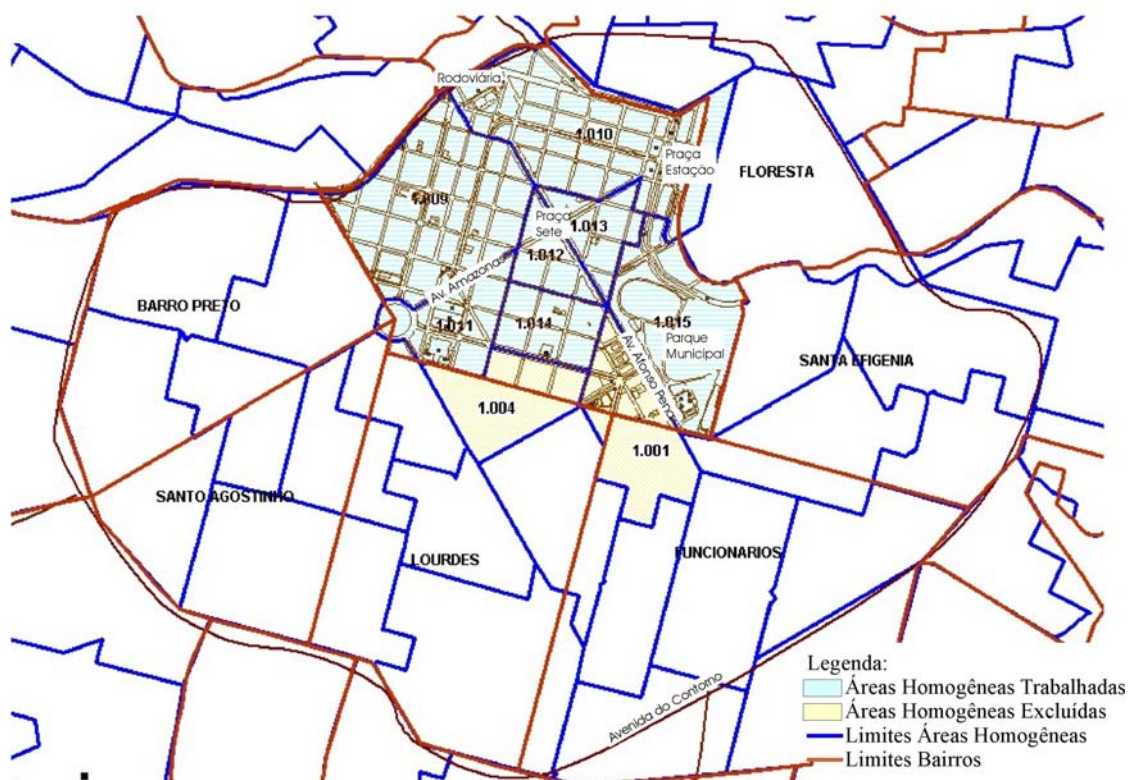 Rodoviária
1.010
Praça
Estação
FLORESTA
1.009
Praça
Sete
1.013
1.012
Av. Amazonas
BARRO PRETO
1.011
1.014
1.015
Parque
Municipal
Av. Afonso Pena
SANTA EFIGENIA
1.004
1.001
SANTO AGOSTINHO
LOURDES
FUNCIONARIOS
Avenida do Contorno
Legenda:
Áreas Homogêneas Trabalhadas
Áreas Homogêneas Excluídas
Limites Áreas Homogêneas
Limites Bairros